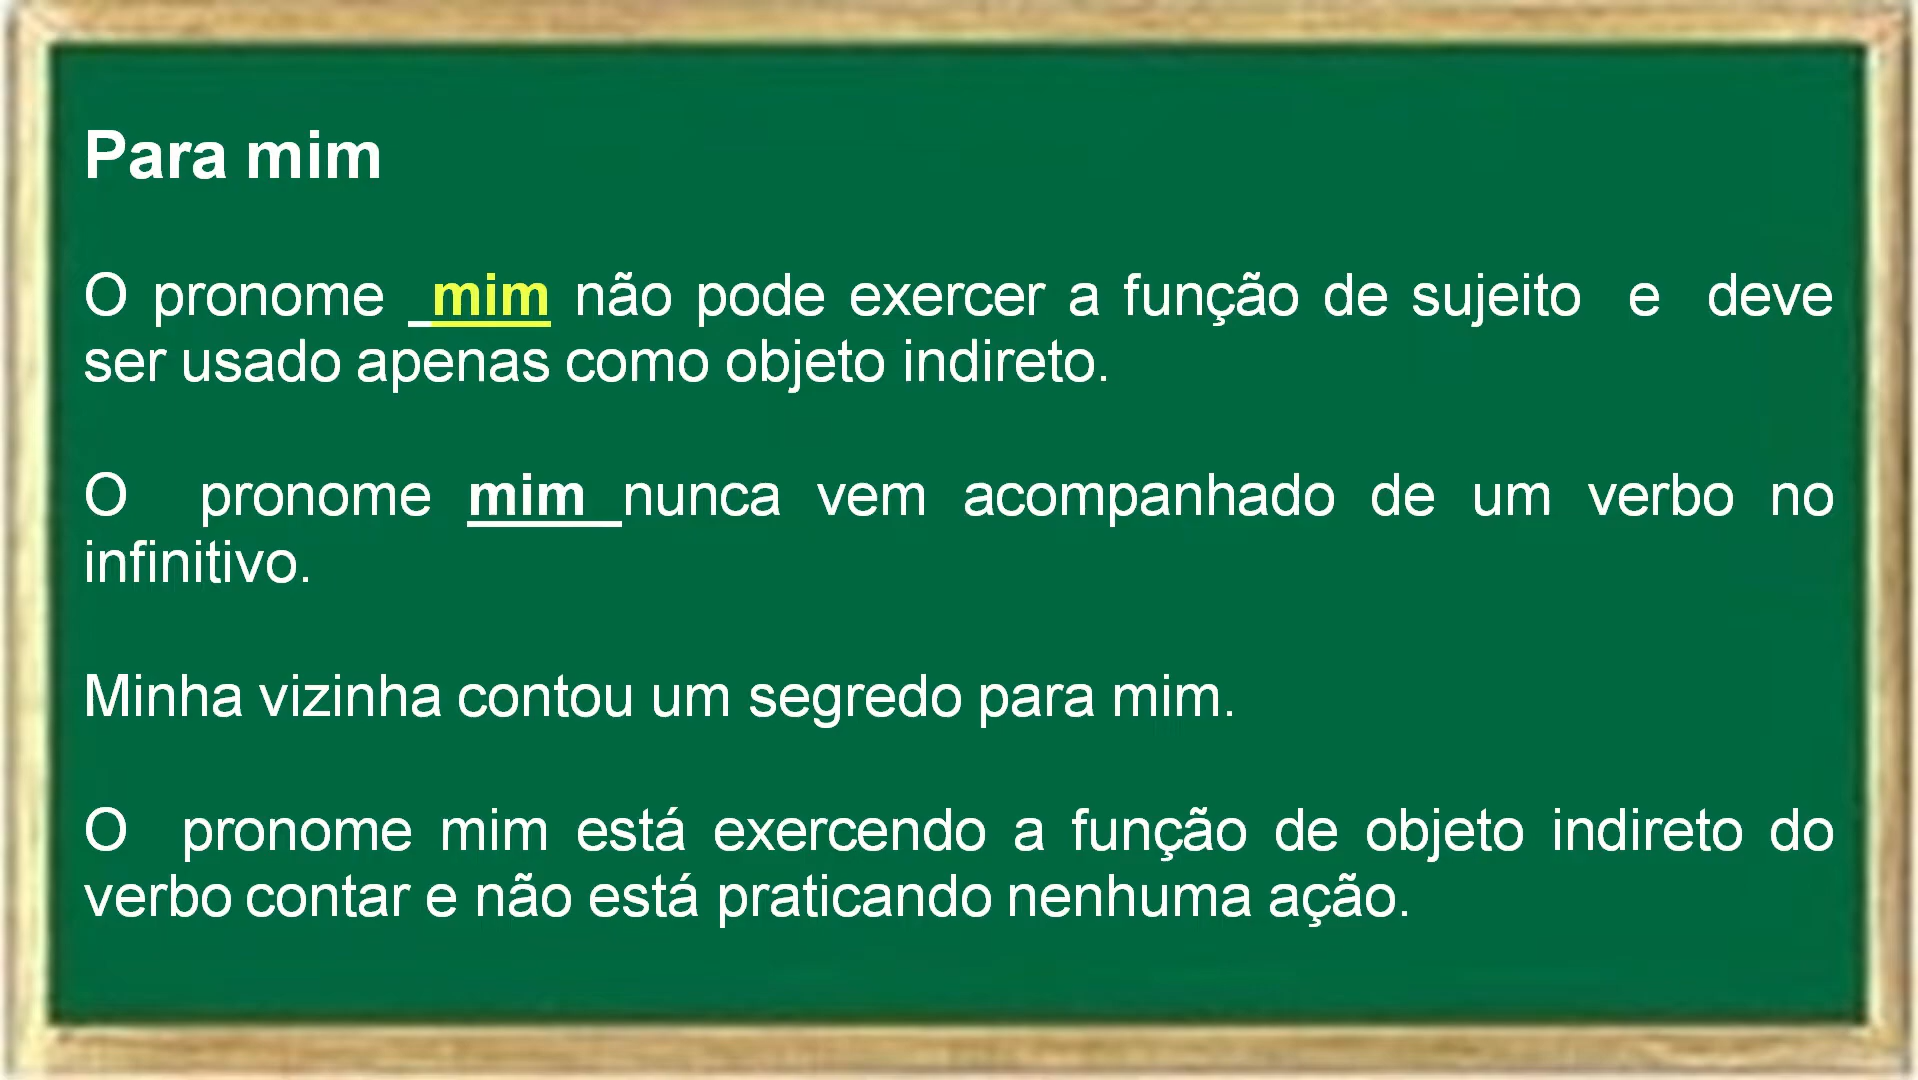 Para mim
O pronome mim não pode exercer a função de sujeito e deve
ser usado apenas como objeto indireto.
O pronome mim nunca vem acompanhado de um verbo no
infinitivo.
Minha vizinha contou um segredo para mim.
O pronome mim está exercendo a função de objeto indireto do
verbo contar e não está praticando nenhuma ação.